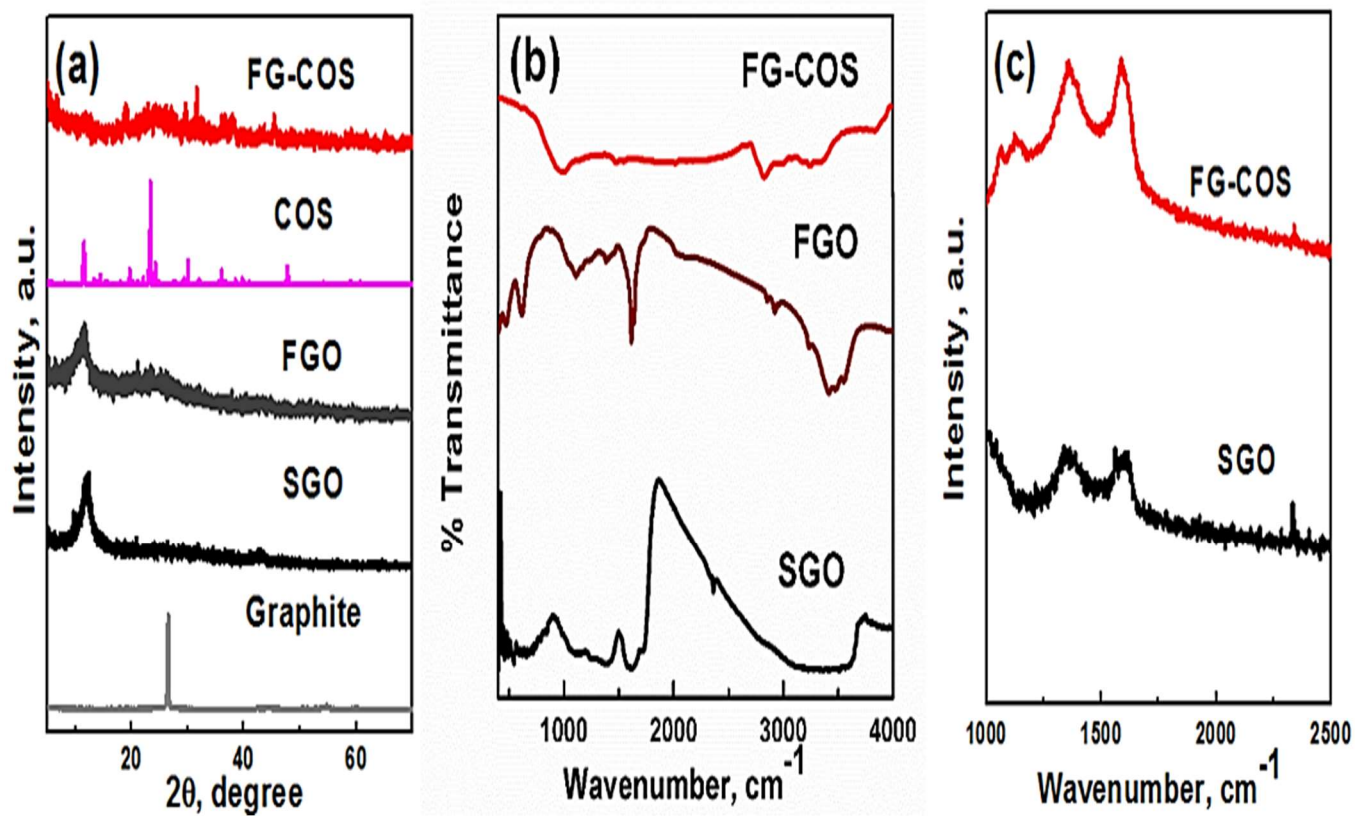 (a)
FG-COS
COS
FGO
SGO
Graphite
Intensity, a.u.
20 40 60
2θ, degree
(b)
FG-COS
FGO
SGO
% Transmittance
1000 2000 3000 4000
Wavenumber, cm-1
(c)
FG-COS
SGO
Intensity, a.u.
1000 1500 2000 2500
Wavenumber, cm-1